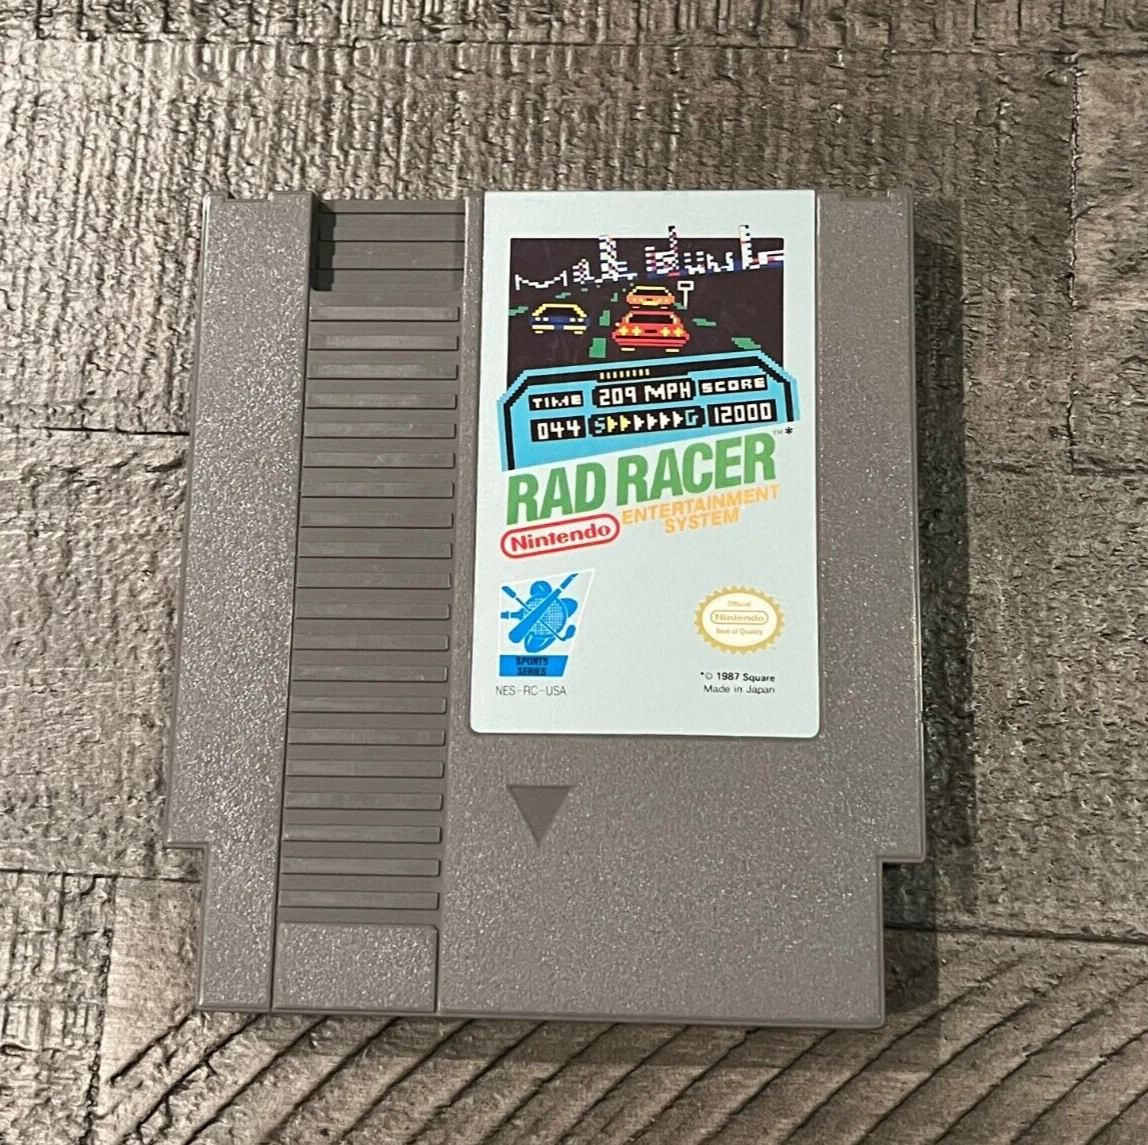 TIME 209 MPH SCORE
044 S G 12000
RAD RACER™*
Nintendo ENTERTAINMENT
SYSTEM
SPORTS
SERIES
NES-RC-USA
Official
Nintendo
Seal of Quality
*© 1987 Square
Made in Japan